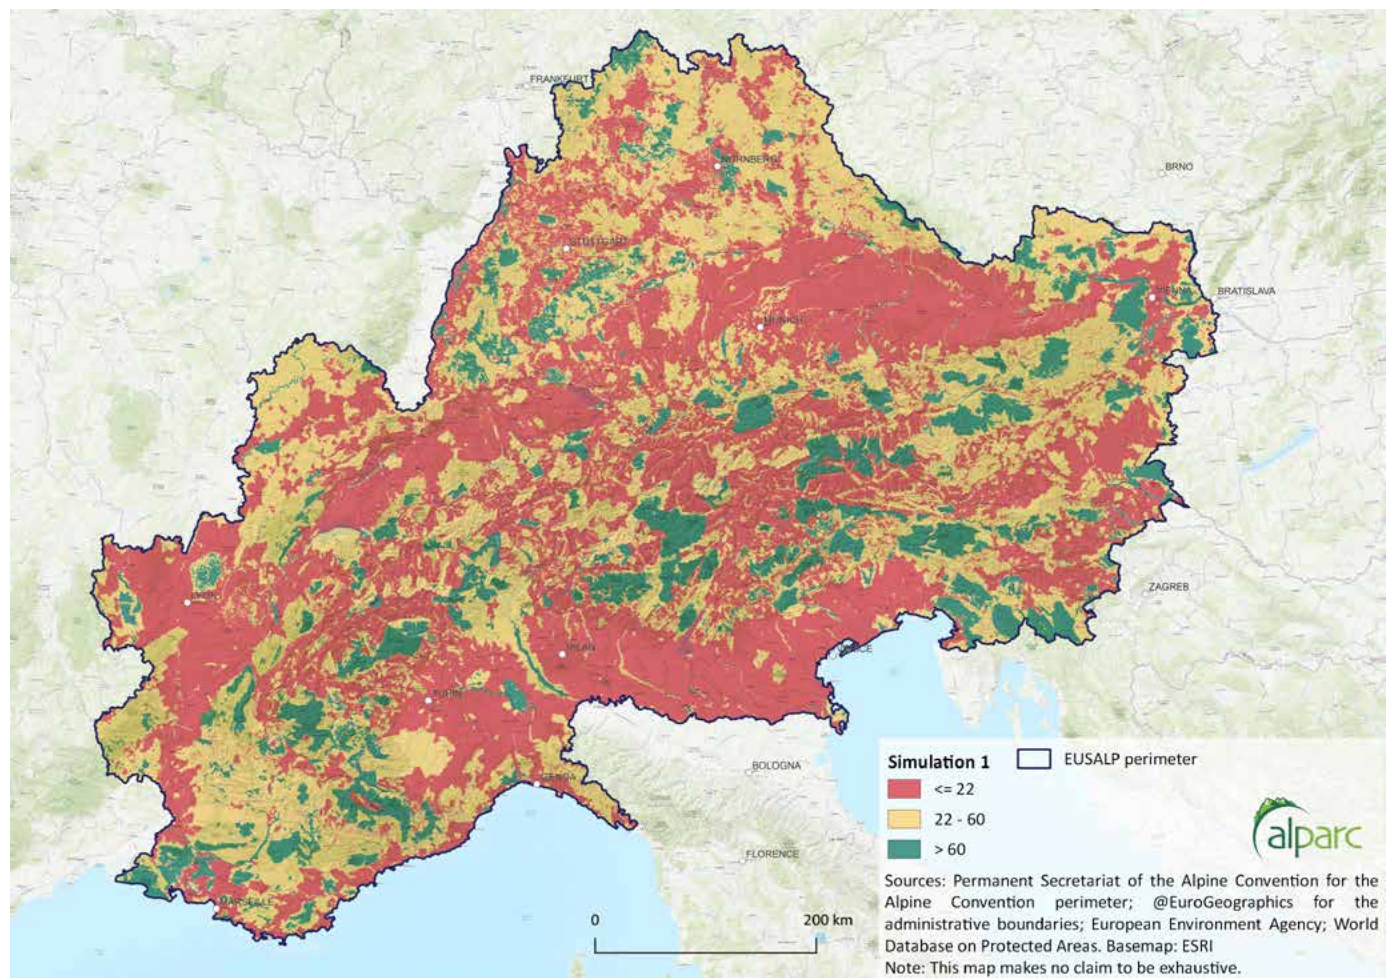 FRANKFURT
BRNO
NÜRNBERG
STUTTGART
VIENNA
BRATISLAVA
MUNICH
ZAGREB
LYON
MILAN
VENICE
TURIN
BOLOGNA
GENOA
FLORENCE
MARSEILLE
Simulation 1
EUSALP perimeter
<= 22
22 - 60
> 60
alparc
Sources: Permanent Secretariat of the Alpine Convention for the
Alpine Convention perimeter; @EuroGeographics for the
administrative boundaries; European Environment Agency; World
Database on Protected Areas. Basemap: ESRI
Note: This map makes no claim to be exhaustive.
0 200 km